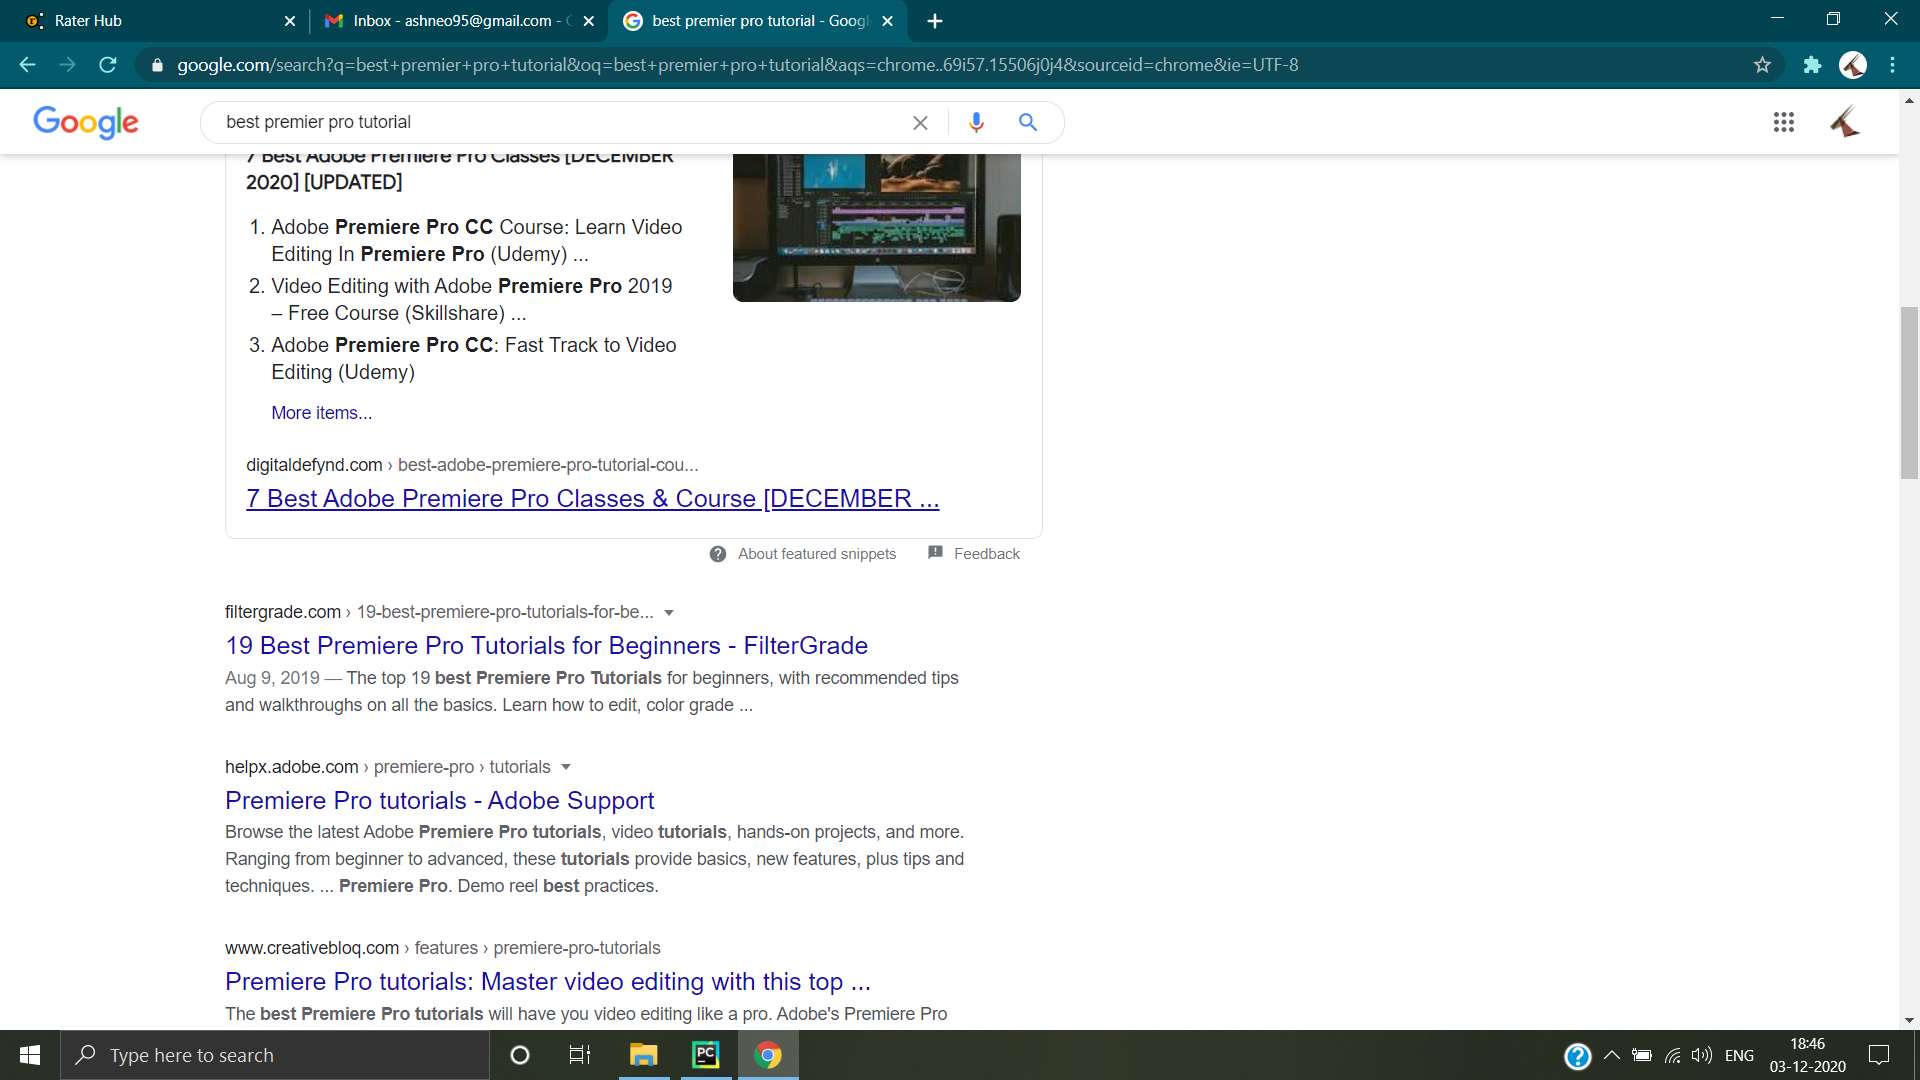 Rater Hub
Inbox - ashneo95@gmail.com -
best premier pro tutorial - Goog
google.com/search?q=best+premier+pro+tutorial&oq=best+premier+pro+tutorial&aqs=chrome..69i57.15506j0j4&sourceid=chrome&ie=UTF-8
Google
best premier pro tutorial
7 Best Adobe Premiere Pro Classes [DECEMBER
2020] [UPDATED]
1. Adobe Premiere Pro CC Course: Learn Video
Editing In Premiere Pro (Udemy) ...
2. Video Editing with Adobe Premiere Pro 2019
– Free Course (Skillshare) ...
3. Adobe Premiere Pro CC: Fast Track to Video
Editing (Udemy)
More items...
digitaldefynd.com › best-adobe-premiere-pro-tutorial-cou...
7 Best Adobe Premiere Pro Classes & Course [DECEMBER ...
About featured snippets
Feedback
filtergrade.com › 19-best-premiere-pro-tutorials-for-be...
19 Best Premiere Pro Tutorials for Beginners - FilterGrade
Aug 9, 2019 — The top 19 best Premiere Pro Tutorials for beginners, with recommended tips
and walkthroughs on all the basics. Learn how to edit, color grade ...
helpx.adobe.com › premiere-pro › tutorials
Premiere Pro tutorials - Adobe Support
Browse the latest Adobe Premiere Pro tutorials, video tutorials, hands-on projects, and more.
Ranging from beginner to advanced, these tutorials provide basics, new features, plus tips and
techniques. ... Premiere Pro. Demo reel best practices.
www.creativebloq.com › features › premiere-pro-tutorials
Premiere Pro tutorials: Master video editing with this top ...
The best Premiere Pro tutorials will have you video editing like a pro. Adobe's Premiere Pro
Type here to search
PC
ENG
18:46
03-12-2020